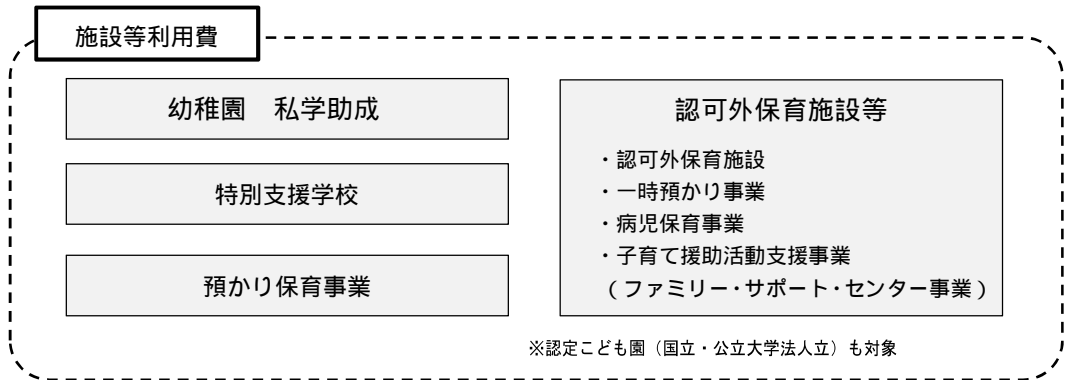 施設等利用費
幼稚園　私学助成
特別支援学校
預かり保育事業
認可外保育施設等
・認可外保育施設
・一時預かり事業
・病児保育事業
・子育て援助活動支援事業
（ファミリー・サポート・センター事業）
※認定こども園（国立・公立大学法人立）も対象